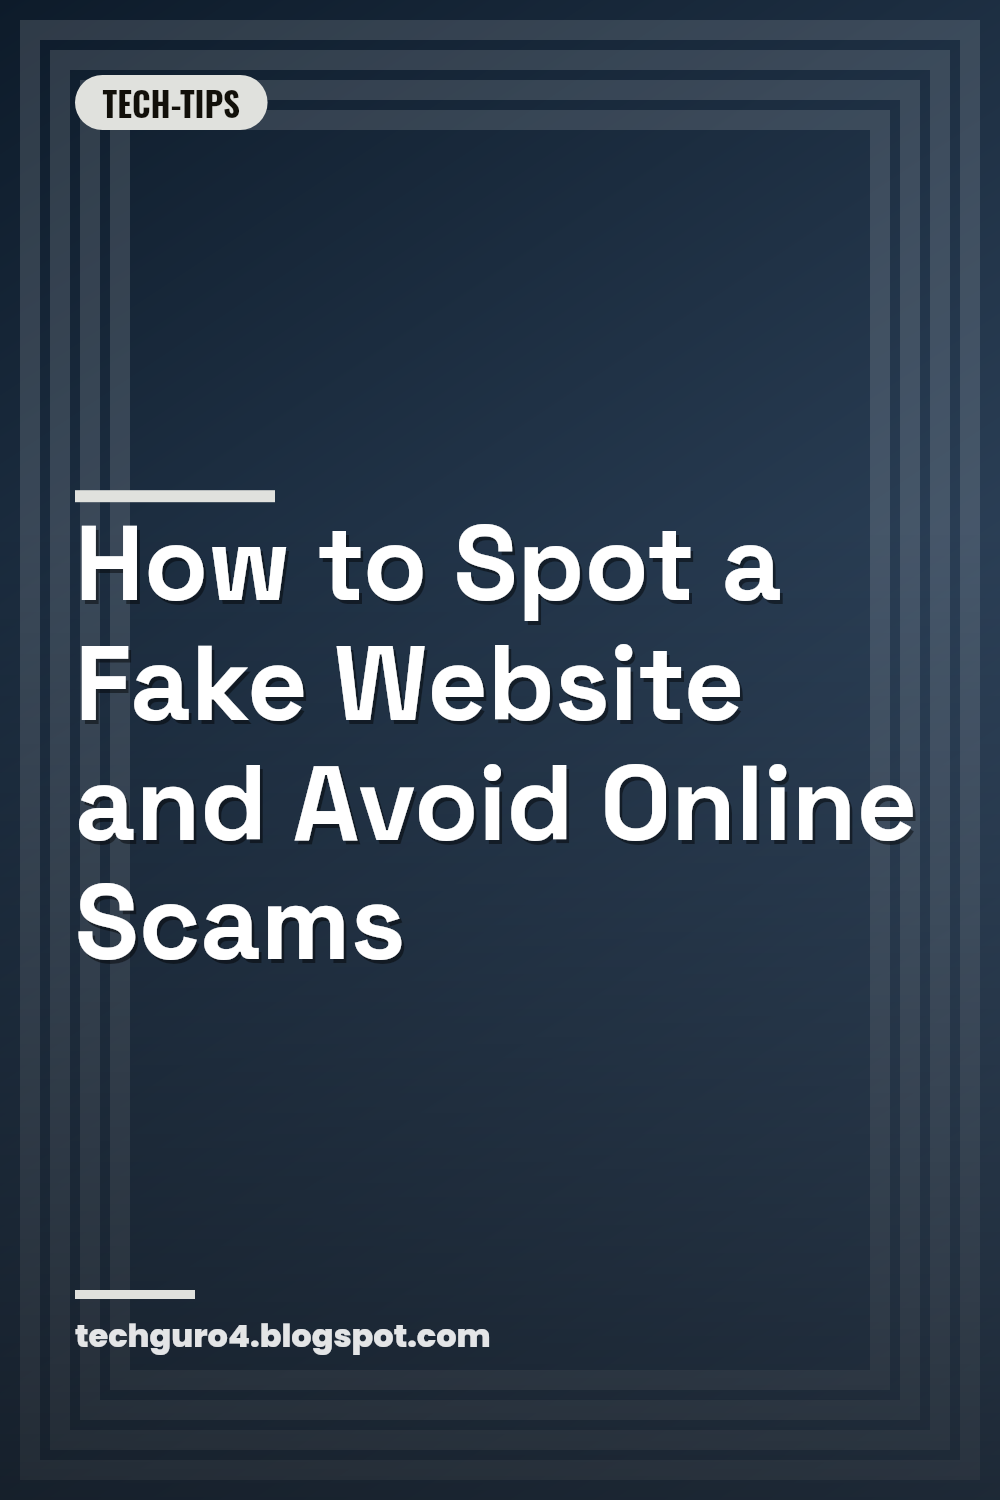 TECH-TIPS
How to Spot a
Fake Website
and Avoid Online
Scams
techguro4.blogspot.com